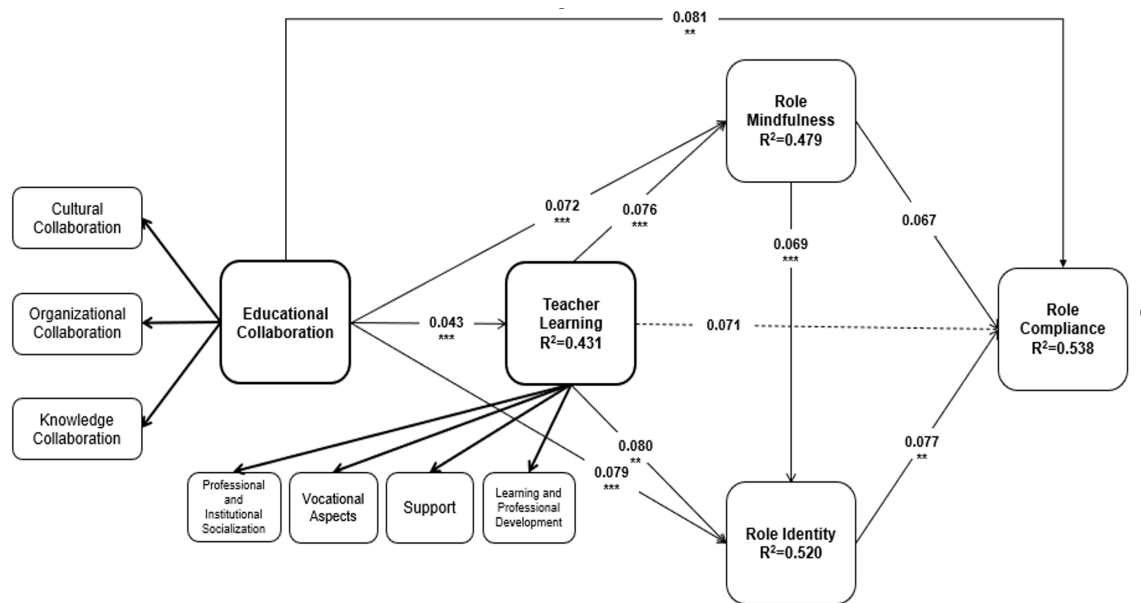 0.081
**
Role
Mindfulness
R²=0.479
Cultural
Collaboration
0.072
***
0.076
***
0.067
0.069
***
Organizational
Collaboration
Educational
Collaboration
0.043
***
Teacher
Learning
R²=0.431
0.071
Role
Compliance
R²=0.538
Knowledge
Collaboration
0.080
**
0.079
***
0.077
**
Professional
and
Institutional
Socialization
Vocational
Aspects
Support
Learning and
Professional
Development
Role Identity
R²=0.520